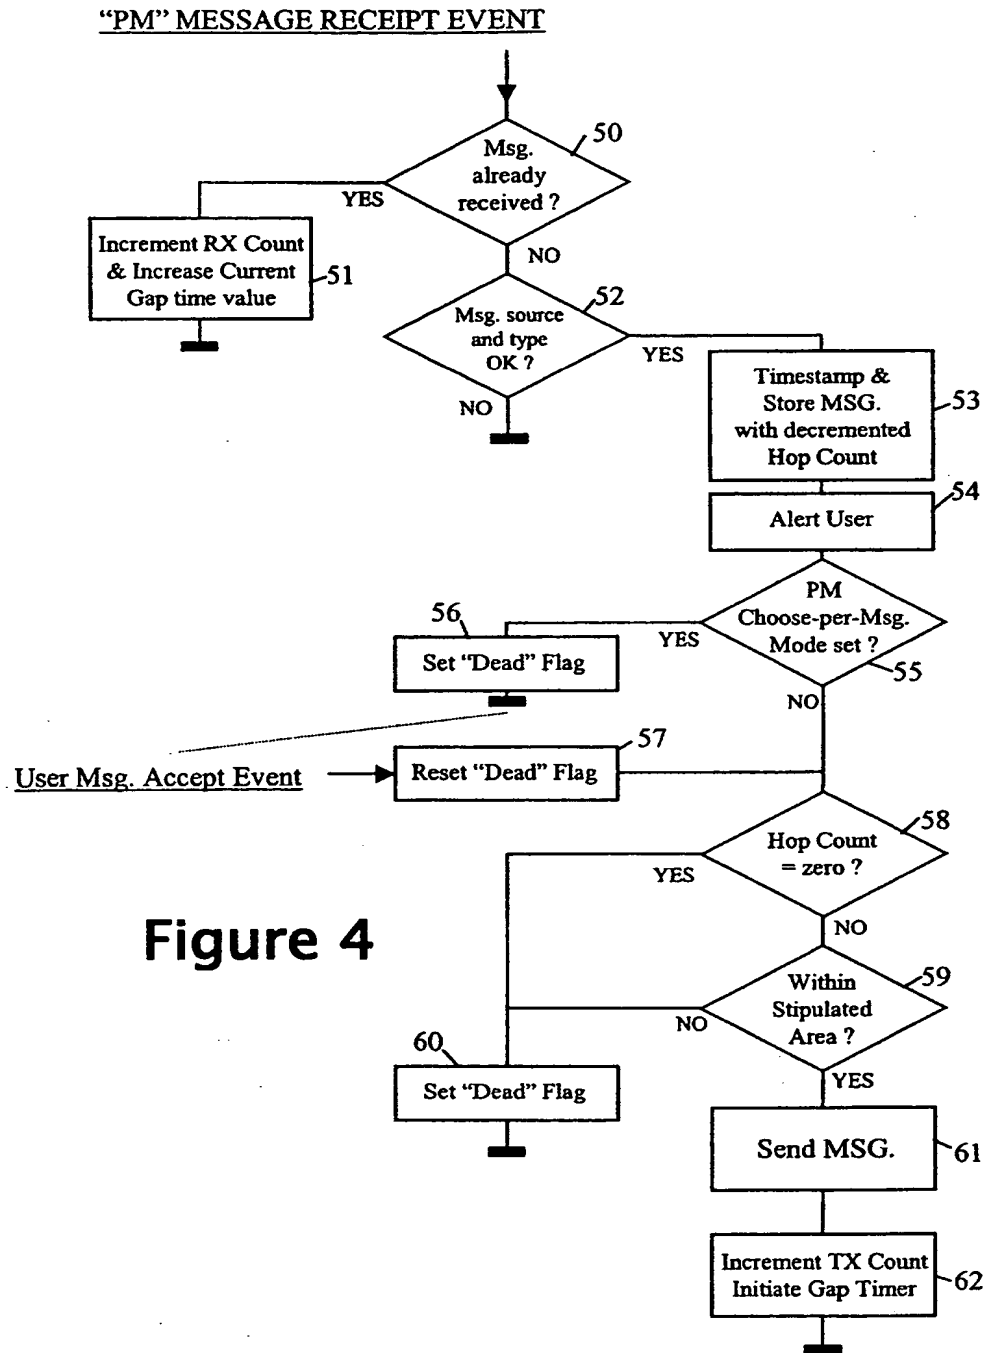 “PM” MESSAGE RECEIPT EVENT
50
Msg.
already
received ?
YES
NO
Increment RX Count
& Increase Current
Gap time value
51
52
Msg. source
and type
OK ?
YES
NO
Timestamp &
Store MSG.
with decremented
Hop Count
53
54
Alert User
PM
Choose-per-Msg.
Mode set ?
55
YES
NO
56
Set “Dead” Flag
57
User Msg. Accept Event
Reset “Dead” Flag
58
Hop Count
= zero ?
YES
NO
Figure 4
59
Within
Stipulated
Area ?
NO
YES
60
Set “Dead” Flag
Send MSG.
61
Increment TX Count
Initiate Gap Timer
62